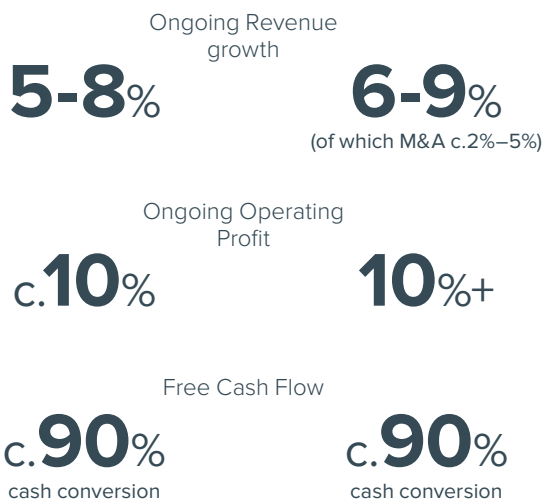 Ongoing Revenue
growth
5-8% 6-9%
(of which M&A c.2%–5%)
Ongoing Operating
Profit
c.10% 10%+
Free Cash Flow
c.90% c.90%
cash conversion cash conversion